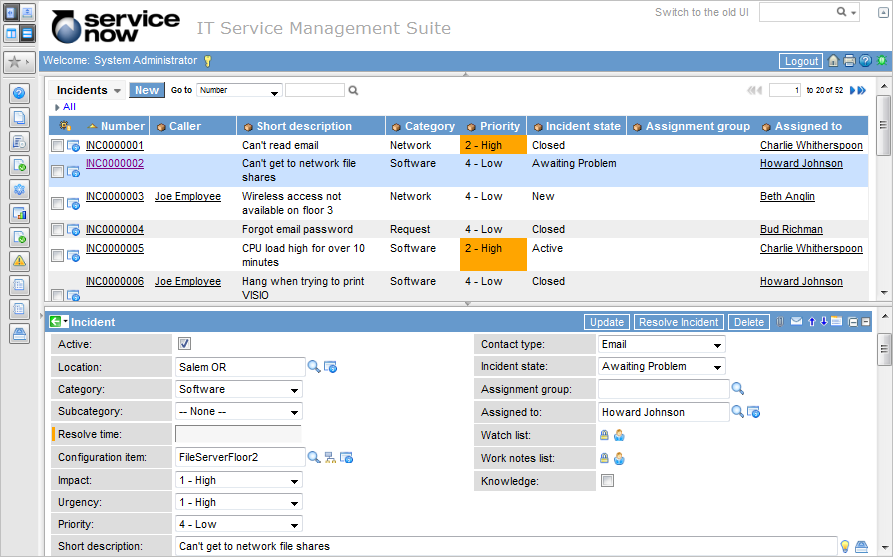 Switch to the old UI
service now IT Service Management Suite
Welcome: System Administrator Logout
Incidents New Go to Number 1 to 20 of 52
All
Number Caller Short description Category Priority Incident state Assignment group Assigned to
INC0000001 Can't read email Network 2 - High Closed Charlie Whitherspoon
INC0000002 Can't get to network file shares Software 4 - Low Awaiting Problem Howard Johnson
INC0000003 Joe Employee Wireless access not available on floor 3 Network 4 - Low New Beth Anglin
INC0000004 Forgot email password Request 4 - Low Closed Bud Richman
INC0000005 CPU load high for over 10 minutes Software 2 - High Active Charlie Whitherspoon
INC0000006 Joe Employee Hang when trying to print VISIO Software 4 - Low Closed Howard Johnson
Incident Update Resolve Incident Delete
Active: Contact type: Email
Location: Salem OR Incident state: Awaiting Problem
Category: Software Assignment group:
Subcategory: -- None -- Assigned to: Howard Johnson
Resolve time: Watch list:
Configuration item: FileServerFloor2 Work notes list:
Impact: 1 - High Knowledge:
Urgency: 1 - High
Priority: 4 - Low
Short description: Can't get to network file shares